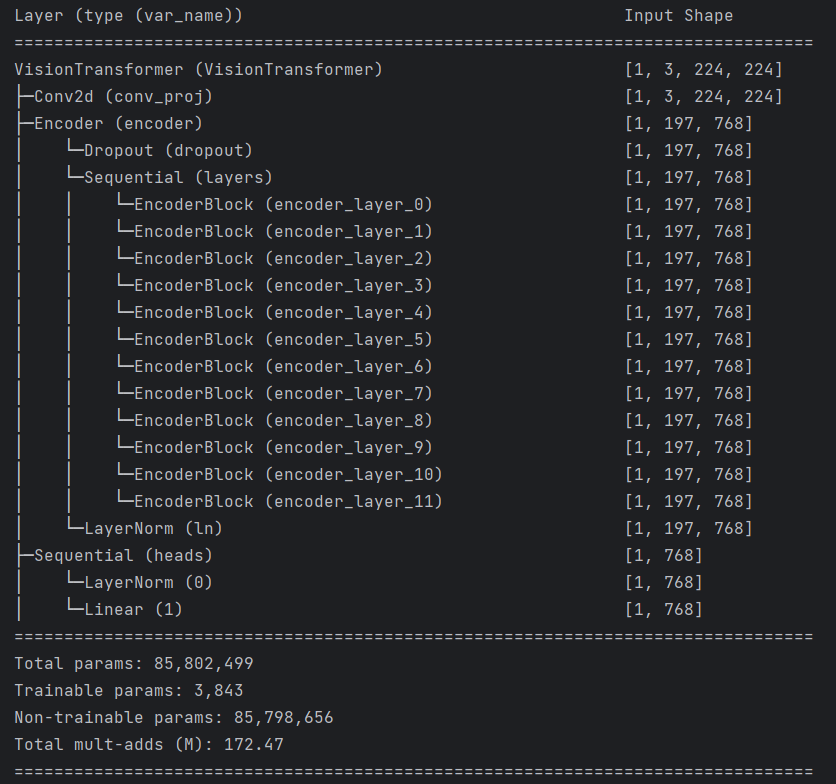 Layer (type (var_name))                                      Input Shape
================================================================================
VisionTransformer (VisionTransformer)                        [1, 3, 224, 224]
├─Conv2d (conv_proj)                                         [1, 3, 224, 224]
├─Encoder (encoder)                                          [1, 197, 768]
│    └─Dropout (dropout)                                     [1, 197, 768]
│    └─Sequential (layers)                                   [1, 197, 768]
│    │    └─EncoderBlock (encoder_layer_0)                   [1, 197, 768]
│    │    └─EncoderBlock (encoder_layer_1)                   [1, 197, 768]
│    │    └─EncoderBlock (encoder_layer_2)                   [1, 197, 768]
│    │    └─EncoderBlock (encoder_layer_3)                   [1, 197, 768]
│    │    └─EncoderBlock (encoder_layer_4)                   [1, 197, 768]
│    │    └─EncoderBlock (encoder_layer_5)                   [1, 197, 768]
│    │    └─EncoderBlock (encoder_layer_6)                   [1, 197, 768]
│    │    └─EncoderBlock (encoder_layer_7)                   [1, 197, 768]
│    │    └─EncoderBlock (encoder_layer_8)                   [1, 197, 768]
│    │    └─EncoderBlock (encoder_layer_9)                   [1, 197, 768]
│    │    └─EncoderBlock (encoder_layer_10)                  [1, 197, 768]
│    │    └─EncoderBlock (encoder_layer_11)                  [1, 197, 768]
│    └─LayerNorm (ln)                                        [1, 197, 768]
├─Sequential (heads)                                         [1, 768]
│    └─LayerNorm (0)                                         [1, 768]
│    └─Linear (1)                                            [1, 768]
================================================================================
Total params: 85,802,499
Trainable params: 3,843
Non-trainable params: 85,798,656
Total mult-adds (M): 172.47
================================================================================